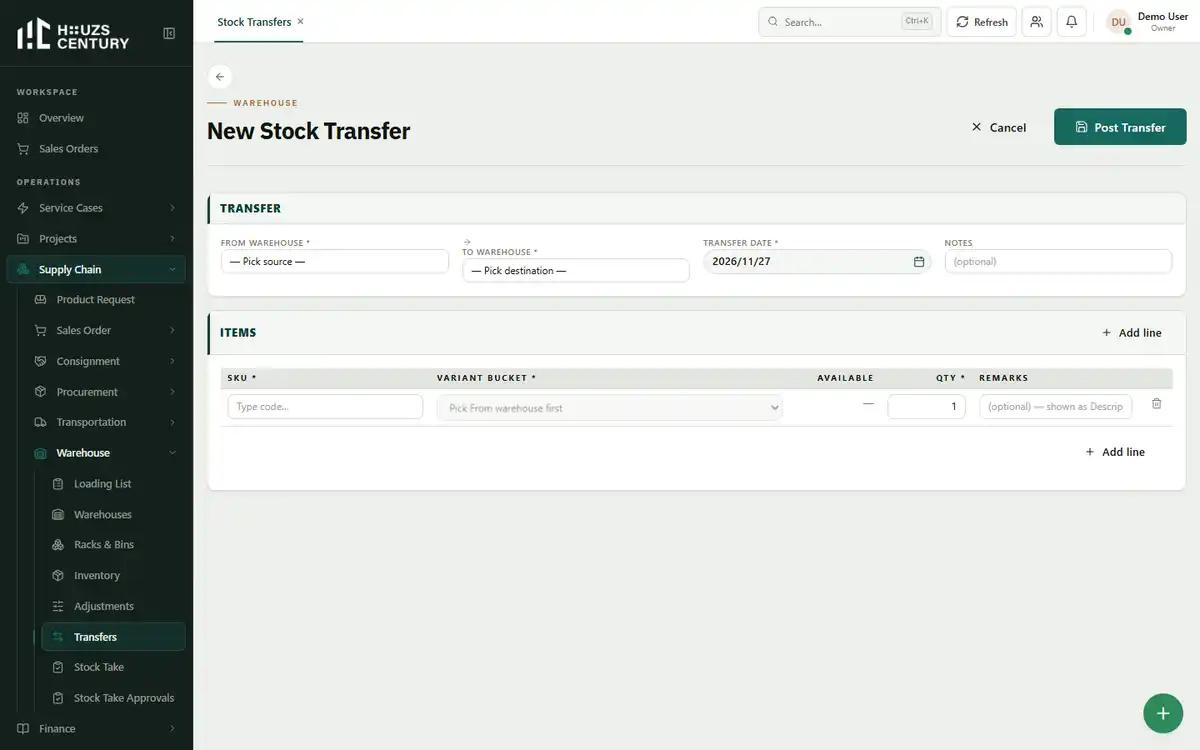 HOUZS
CENTURY
Stock Transfers ×
Search...
Ctrl+K
Refresh
DU
Demo User
Owner
WORKSPACE
Overview
Sales Orders
OPERATIONS
Service Cases
Projects
Supply Chain
Product Request
Sales Order
Consignment
Procurement
Transportation
Warehouse
Loading List
Warehouses
Racks & Bins
Inventory
Adjustments
Transfers
Stock Take
Stock Take Approvals
Finance
WAREHOUSE
New Stock Transfer
Cancel
Post Transfer
TRANSFER
FROM WAREHOUSE *
— Pick source —
→
TO WAREHOUSE *
— Pick destination —
TRANSFER DATE *
2026/11/27
NOTES
(optional)
ITEMS
+ Add line
SKU * VARIANT BUCKET * AVAILABLE QTY * REMARKS
Type code... Pick From warehouse first — 1 (optional) — shown as Descrip
+ Add line